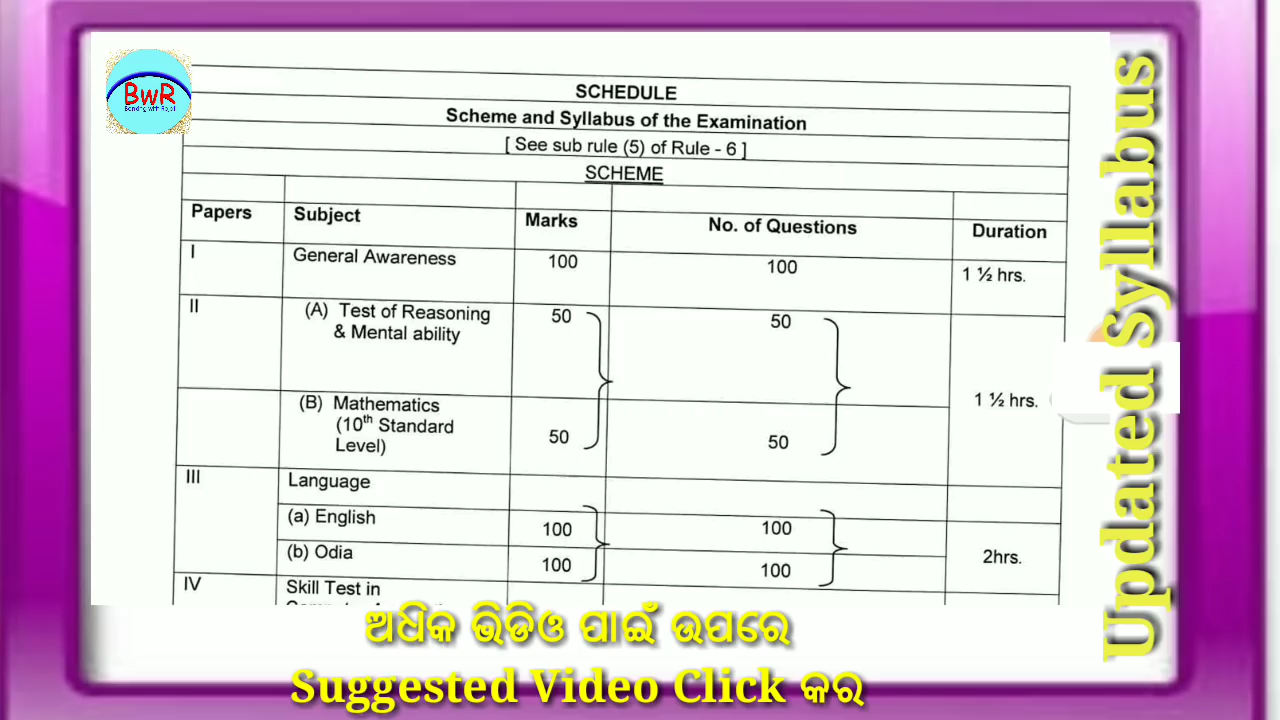 BwR
Banking with Rajat
SCHEDULE
Scheme and Syllabus of the Examination
[ See sub rule (5) of Rule - 6 ]
SCHEME
Papers Subject Marks No. of Questions Duration
I General Awareness 100 100 1 ½ hrs.
II (A) Test of Reasoning 50 50
& Mental ability
1 ½ hrs.
(B) Mathematics
(10th Standard 50 50
Level)
III Language
(a) English 100 100
2hrs.
(b) Odia 100 100
IV Skill Test in
Updated Syllabus
ଅଧିକ ଭିଡିଓ ପାଇଁ ଉପରେ
Suggested Video Click କର